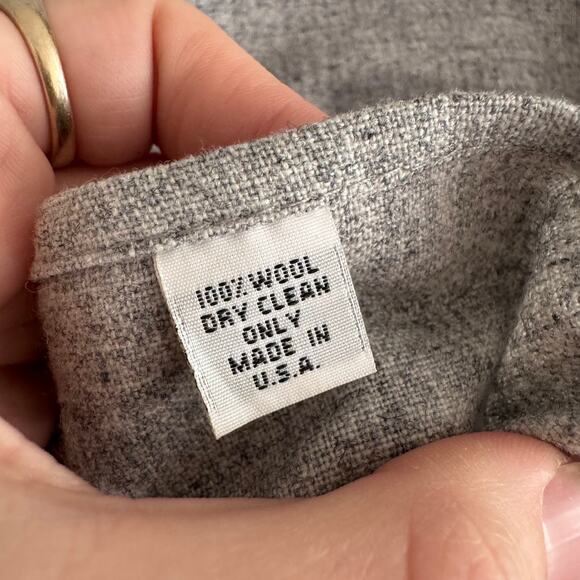 100% WOOL
DRY CLEAN
ONLY
MADE IN
U.S.A.